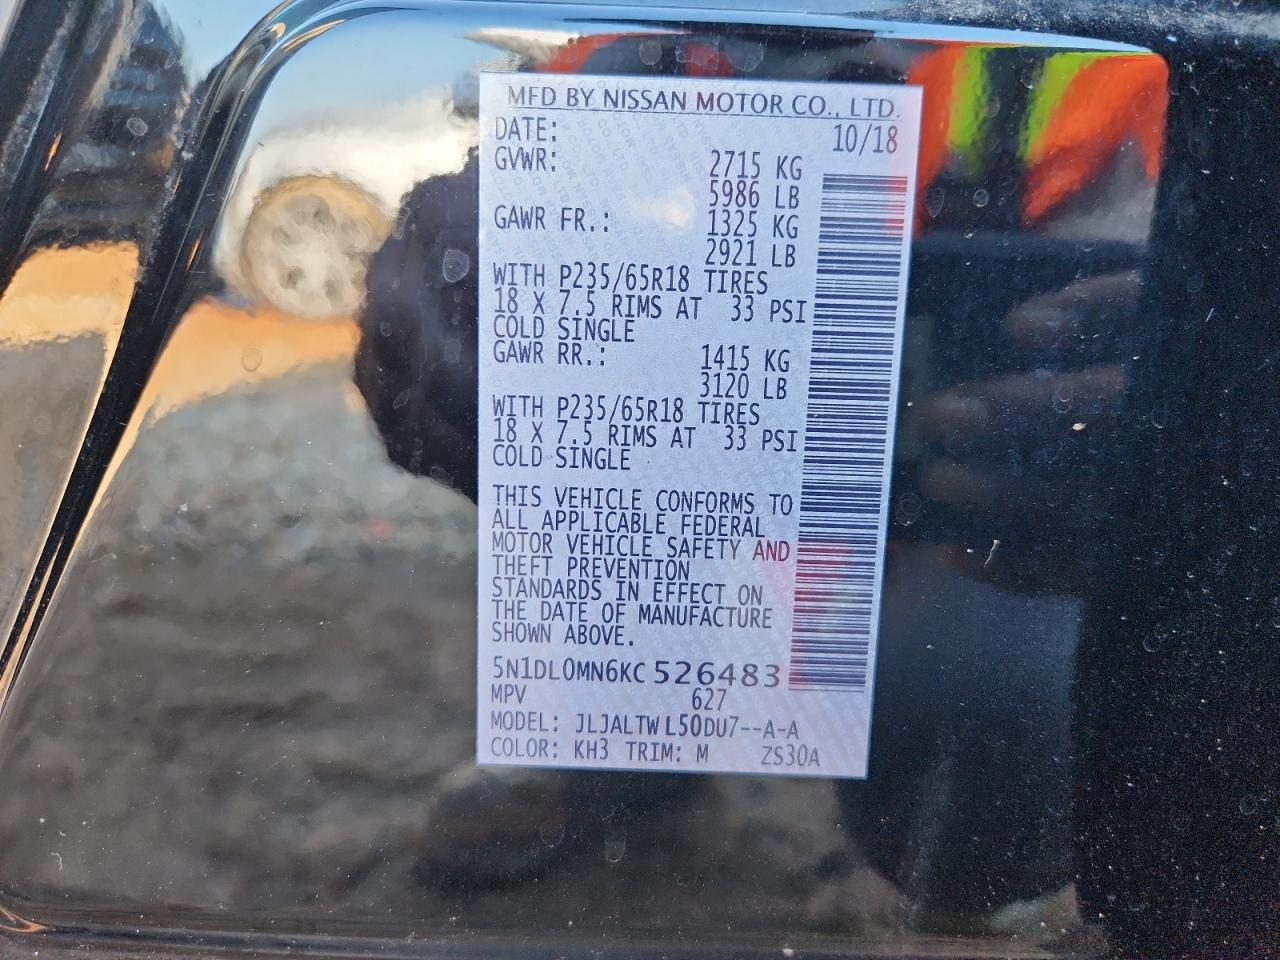 MFD BY NISSAN MOTOR CO., LTD.
DATE: 10/18
GVWR: 2715 KG
5986 LB
GAWR FR.: 1325 KG
2921 LB
WITH P235/65R18 TIRES
18 X 7.5 RIMS AT 33 PSI
COLD SINGLE
GAWR RR.: 1415 KG
3120 LB
WITH P235/65R18 TIRES
18 X 7.5 RIMS AT 33 PSI
COLD SINGLE
THIS VEHICLE CONFORMS TO
ALL APPLICABLE FEDERAL
MOTOR VEHICLE SAFETY AND
THEFT PREVENTION
STANDARDS IN EFFECT ON
THE DATE OF MANUFACTURE
SHOWN ABOVE.
5N1DL0MN6KC526483
MPV 627
MODEL: JLJALTWL50DU7--A-A
COLOR: KH3 TRIM: M ZS30A